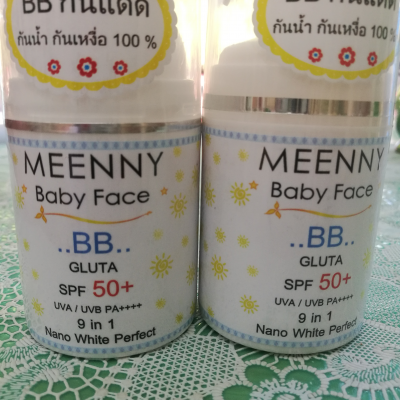 BB กันแดด
กันน้ำ กันเหงื่อ 100 %
MEENNY
Baby Face
..BB..
GLUTA
SPF 50+
UVA / UVB PA++++
9 in 1
Nano White Perfect
BB กันแดด
กันน้ำ กันเหงื่อ 100
MEENNY
Baby Face
..BB..
GLUTA
SPF 50+
UVA / UVB PA++++
9 in 1
Nano White Perfect